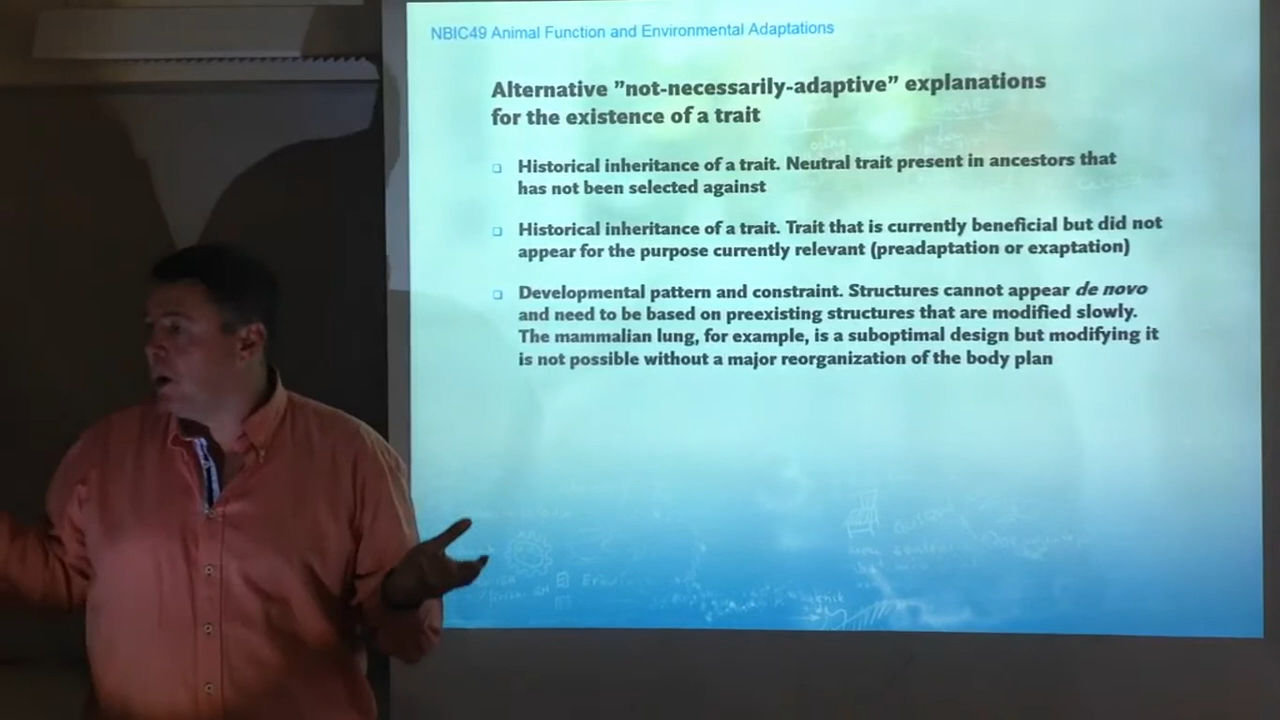 NBIC49 Animal Function and Environmental Adaptations
Alternative ”not-necessarily-adaptive” explanations
for the existence of a trait
Historical inheritance of a trait. Neutral trait present in ancestors that
has not been selected against
Historical inheritance of a trait. Trait that is currently beneficial but did not
appear for the purpose currently relevant (preadaptation or exaptation)
Developmental pattern and constraint. Structures cannot appear de novo
and need to be based on preexisting structures that are modified slowly.
The mammalian lung, for example, is a suboptimal design but modifying it
is not possible without a major reorganization of the body plan